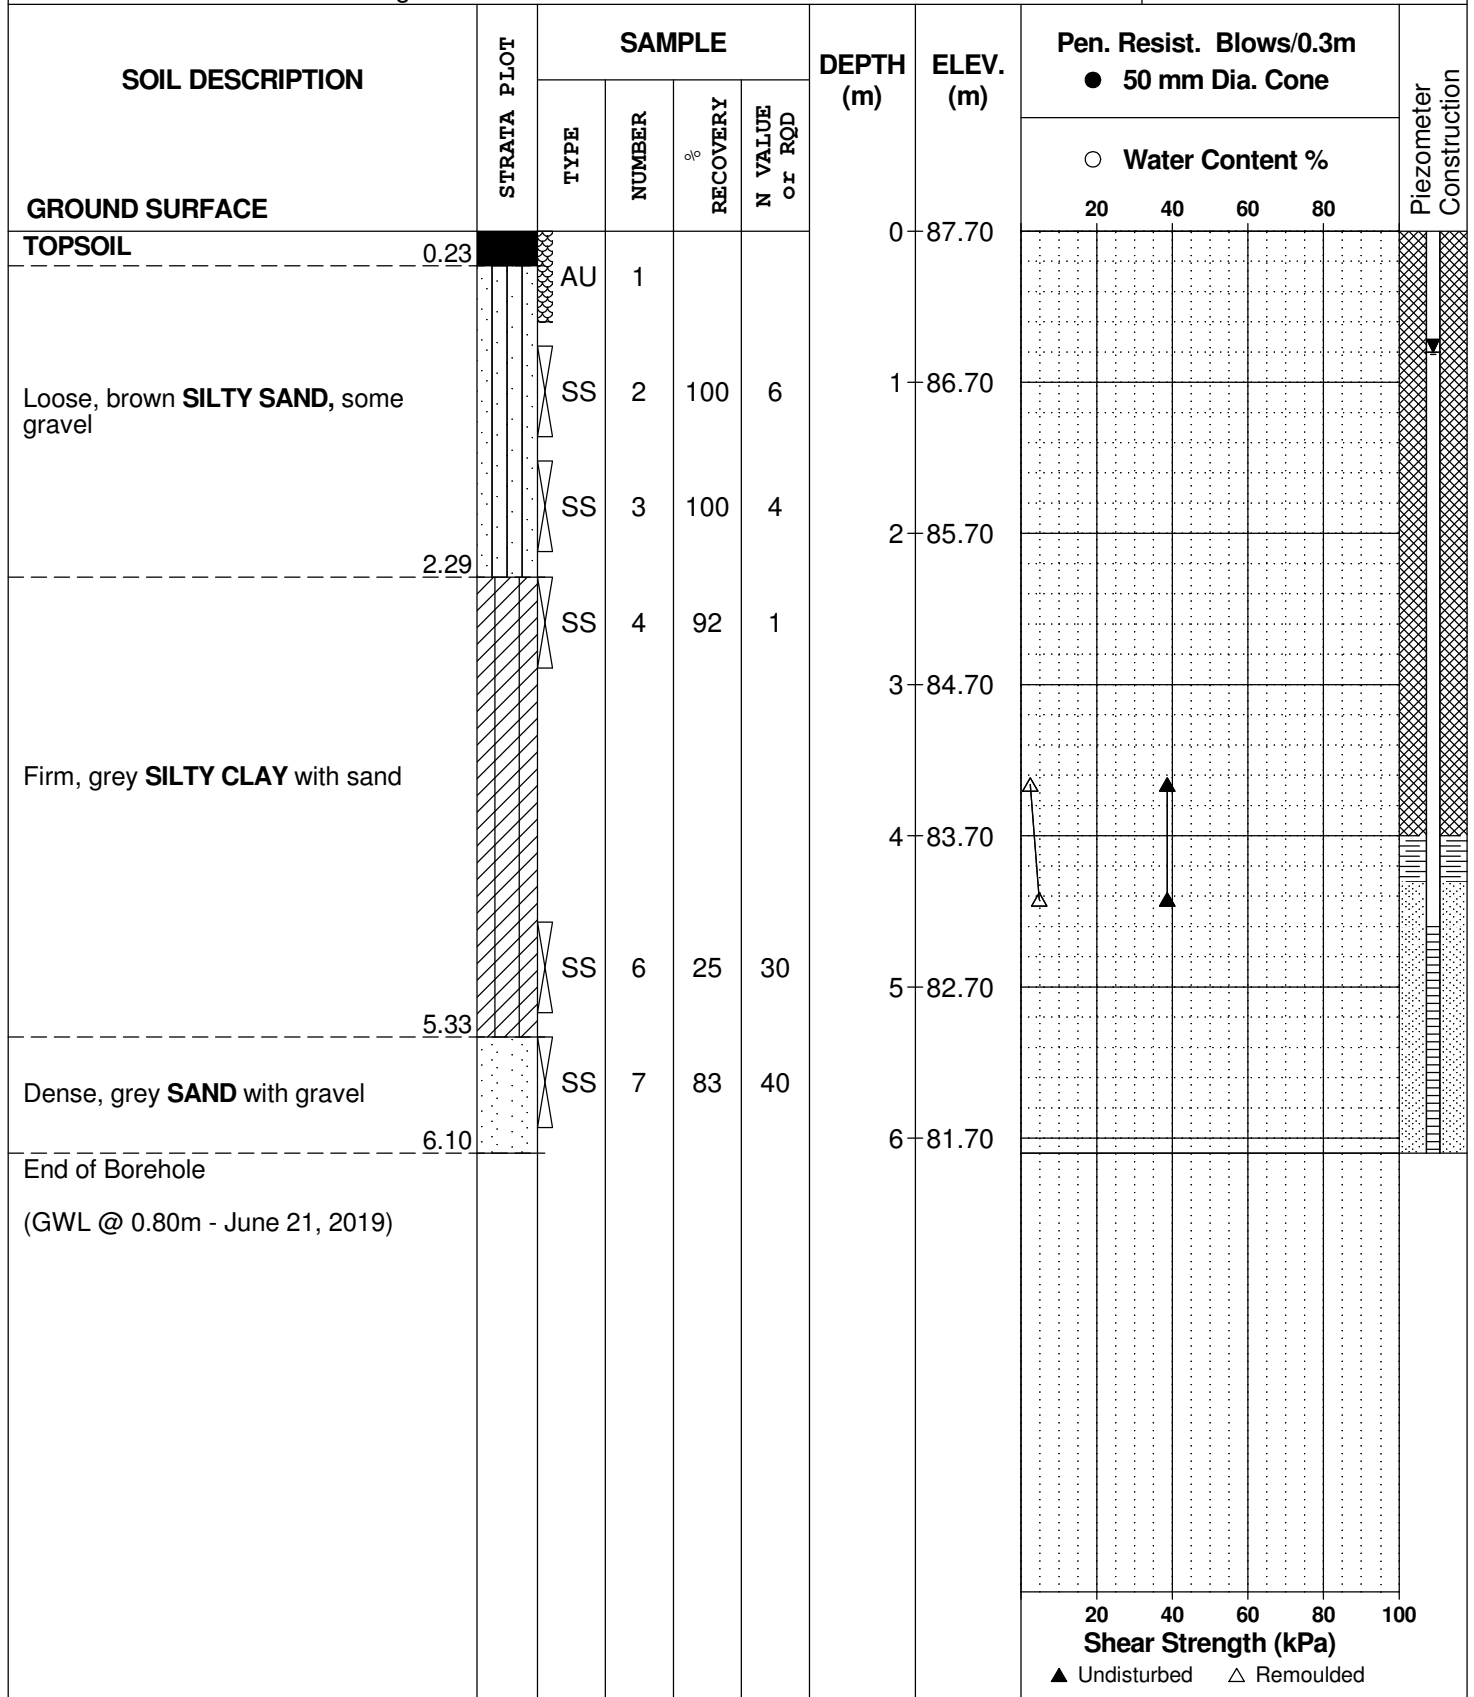 SOIL DESCRIPTION
GROUND SURFACE
STRATA PLOT
SAMPLE
TYPE
NUMBER
%
RECOVERY
N VALUE
or RQD
DEPTH
(m)
ELEV.
(m)
Pen. Resist. Blows/0.3m
● 50 mm Dia. Cone
○ Water Content %
20 40 60 80
Piezometer
Construction
0 87.70
TOPSOIL
0.23
AU 1
Loose, brown SILTY SAND, some
gravel
SS 2 100 6
1 86.70
SS 3 100 4
2 85.70
2.29
SS 4 92 1
3 84.70
Firm, grey SILTY CLAY with sand
4 83.70
SS 6 25 30
5 82.70
5.33
Dense, grey SAND with gravel
SS 7 83 40
6 81.70
6.10
End of Borehole
(GWL @ 0.80m - June 21, 2019)
20 40 60 80 100
Shear Strength (kPa)
▲ Undisturbed △ Remoulded